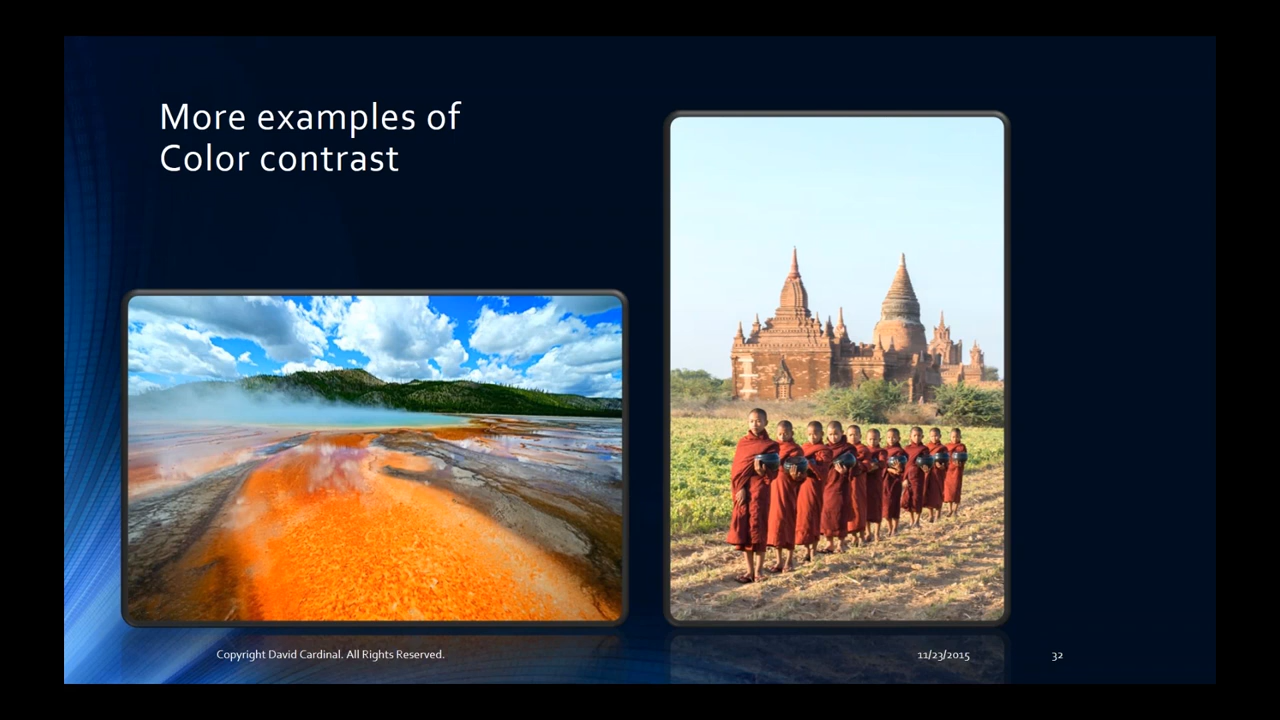 More examples of
Color contrast
Copyright David Cardinal. All Rights Reserved.
11/23/2015
32